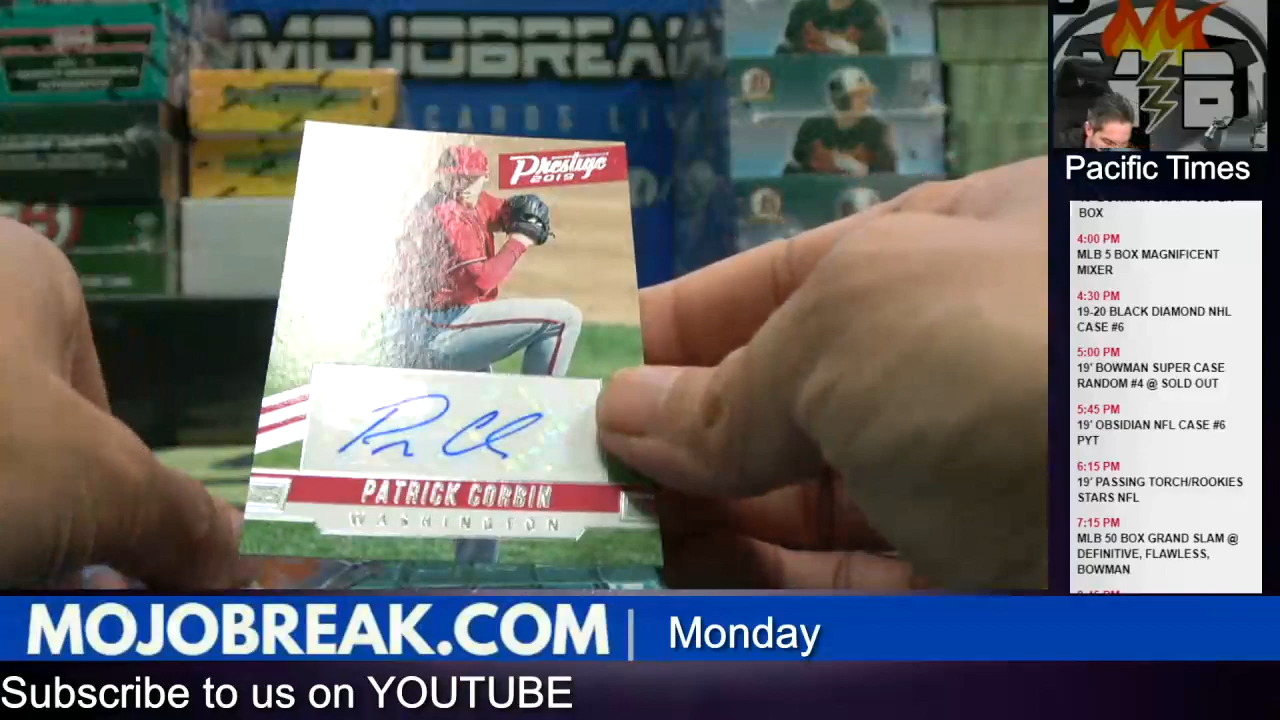 MOJOBREAK
CARDS LIV
Prestige
2019
PATRICK CORBIN
WASHINGTON
MB
Pacific Times
BOX
4:00 PM
MLB 5 BOX MAGNIFICENT
MIXER
4:30 PM
19-20 BLACK DIAMOND NHL
CASE #6
5:00 PM
19' BOWMAN SUPER CASE
RANDOM #4 @ SOLD OUT
5:45 PM
19' OBSIDIAN NFL CASE #6
PYT
6:15 PM
19' PASSING TORCH/ROOKIES
STARS NFL
7:15 PM
MLB 50 BOX GRAND SLAM @
DEFINITIVE, FLAWLESS,
BOWMAN
MOJOBREAK.COM | Monday
Subscribe to us on YOUTUBE